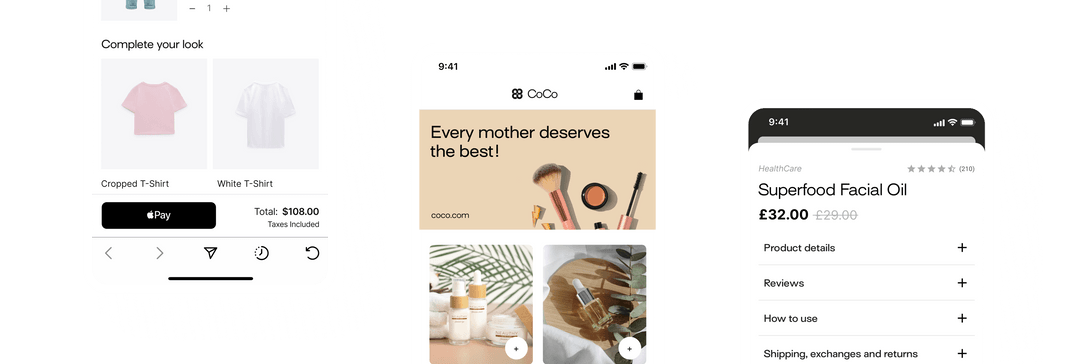 1
Complete your look
Cropped T-Shirt
White T-Shirt
Pay
Total: $108.00
Taxes Included
9:41
CoCo
Every mother deserves
the best!
coco.com
9:41
HealthCare
(210)
Superfood Facial Oil
£32.00 £29.00
Product details
Reviews
How to use
Shipping, exchanges and returns